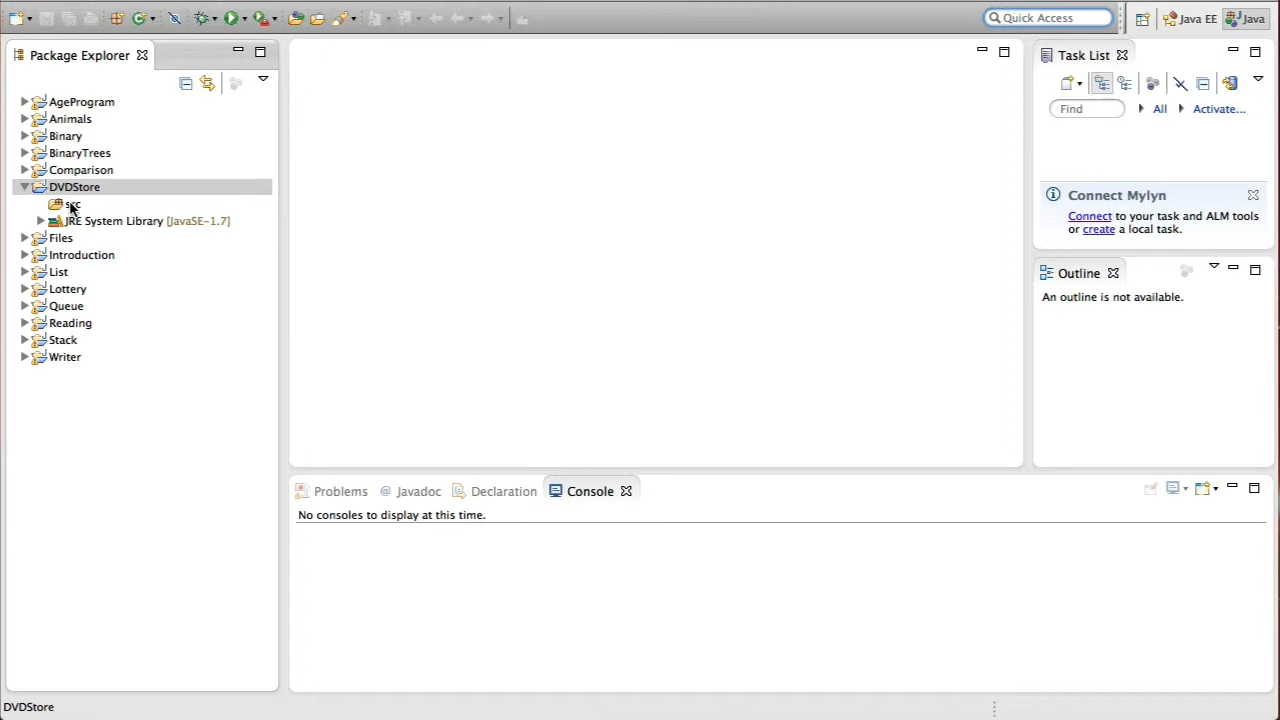 Quick Access
Java EE
Java
Package Explorer
AgeProgram
Animals
Binary
BinaryTrees
Comparison
DVDStore
src
JRE System Library [JavaSE-1.7]
Files
Introduction
List
Lottery
Queue
Reading
Stack
Writer
Task List
Find
All
Activate...
Connect Mylyn
Connect to your task and ALM tools
or create a local task.
Outline
An outline is not available.
Problems
@ Javadoc
Declaration
Console
No consoles to display at this time.
DVDStore